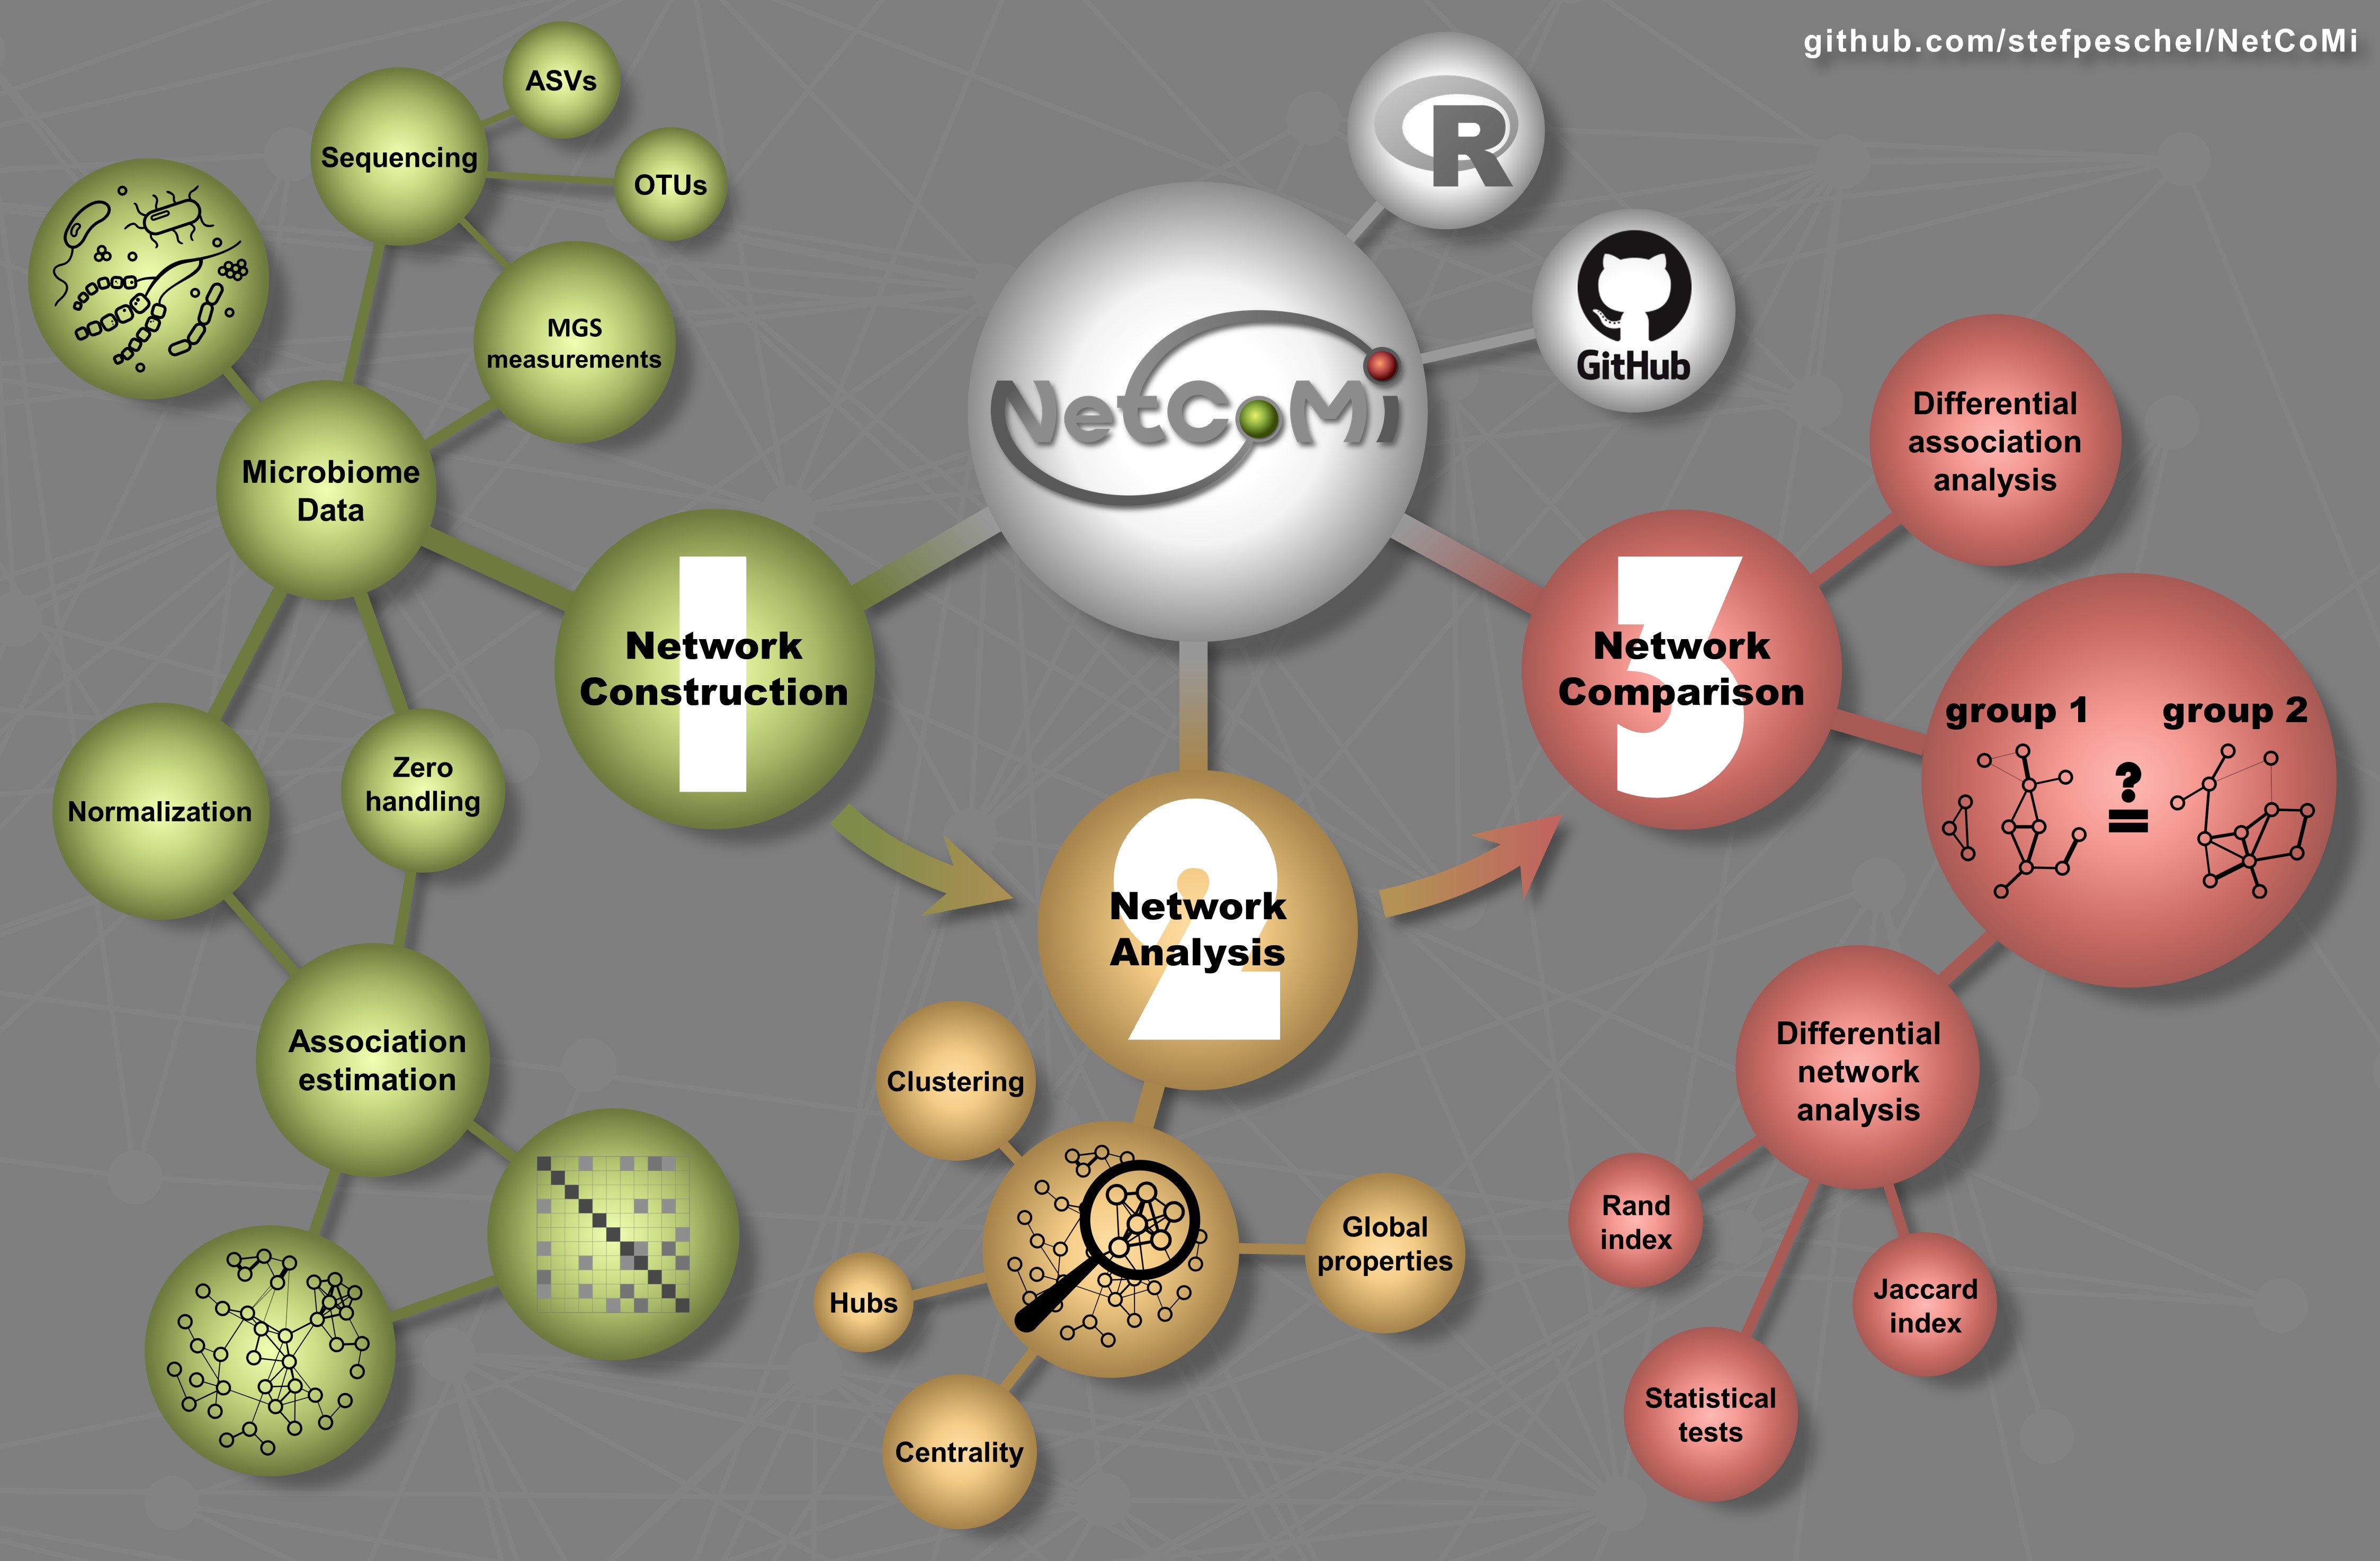 github.com/stefpeschel/NetCoMi
NetCoMi
R
GitHub
1
Network
Construction
Microbiome
Data
Sequencing
ASVs
OTUs
MGS
measurements
Normalization
Zero
handling
Association
estimation
2
Network
Analysis
Clustering
Hubs
Centrality
Global
properties
3
Network
Comparison
Differential
association
analysis
group 1
group 2
?
=
Differential
network
analysis
Rand
index
Jaccard
index
Statistical
tests